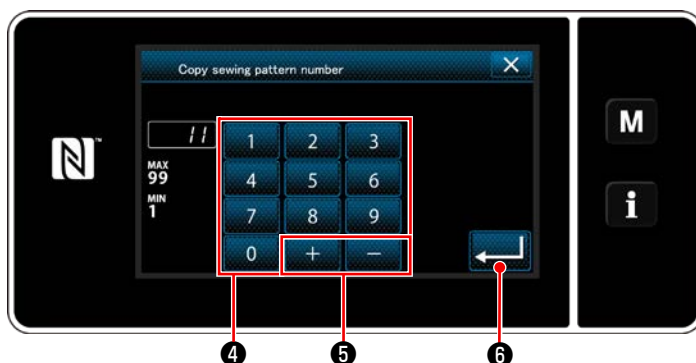 Copy sewing pattern number
11
1 2 3
MAX
99
4 5 6
MIN
1
7 8 9
0 + −
N™
M
i
❹ ❺ ❻